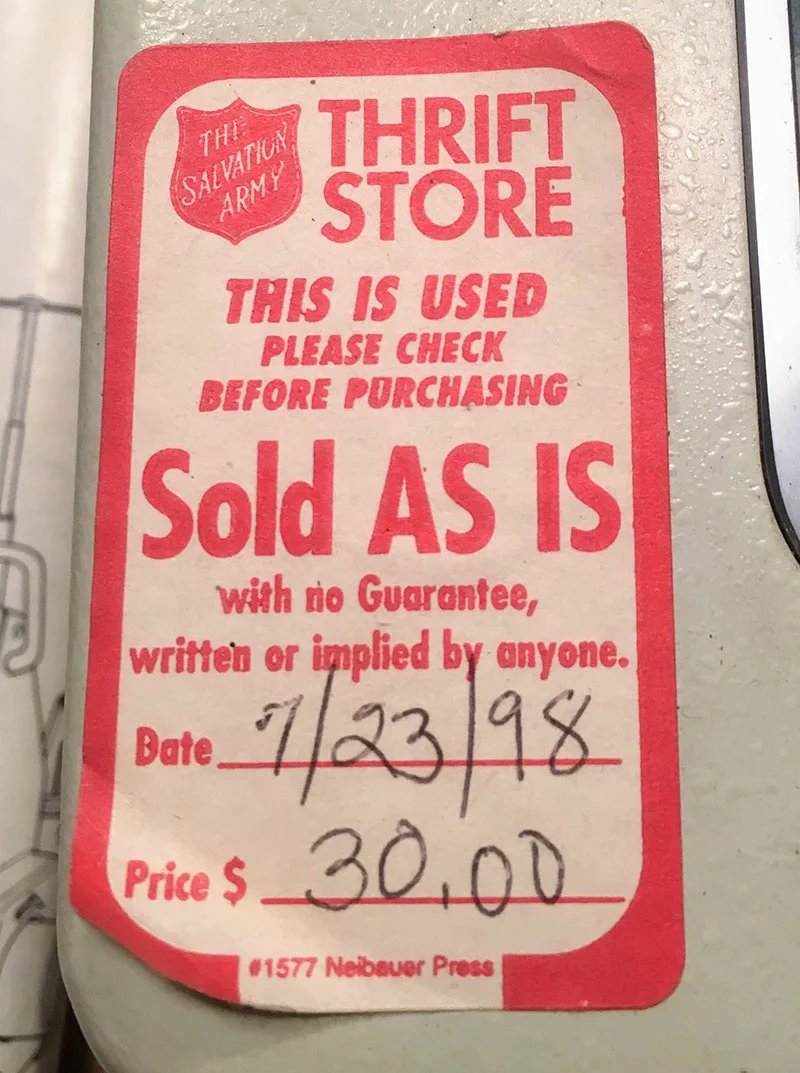 THE
SALVATION
ARMY
THRIFT
STORE
THIS IS USED
PLEASE CHECK
BEFORE PURCHASING
Sold AS IS
with no Guarantee,
written or implied by anyone.
Date 7/23/98
Price $ 30.00
#1577 Neibauer Press